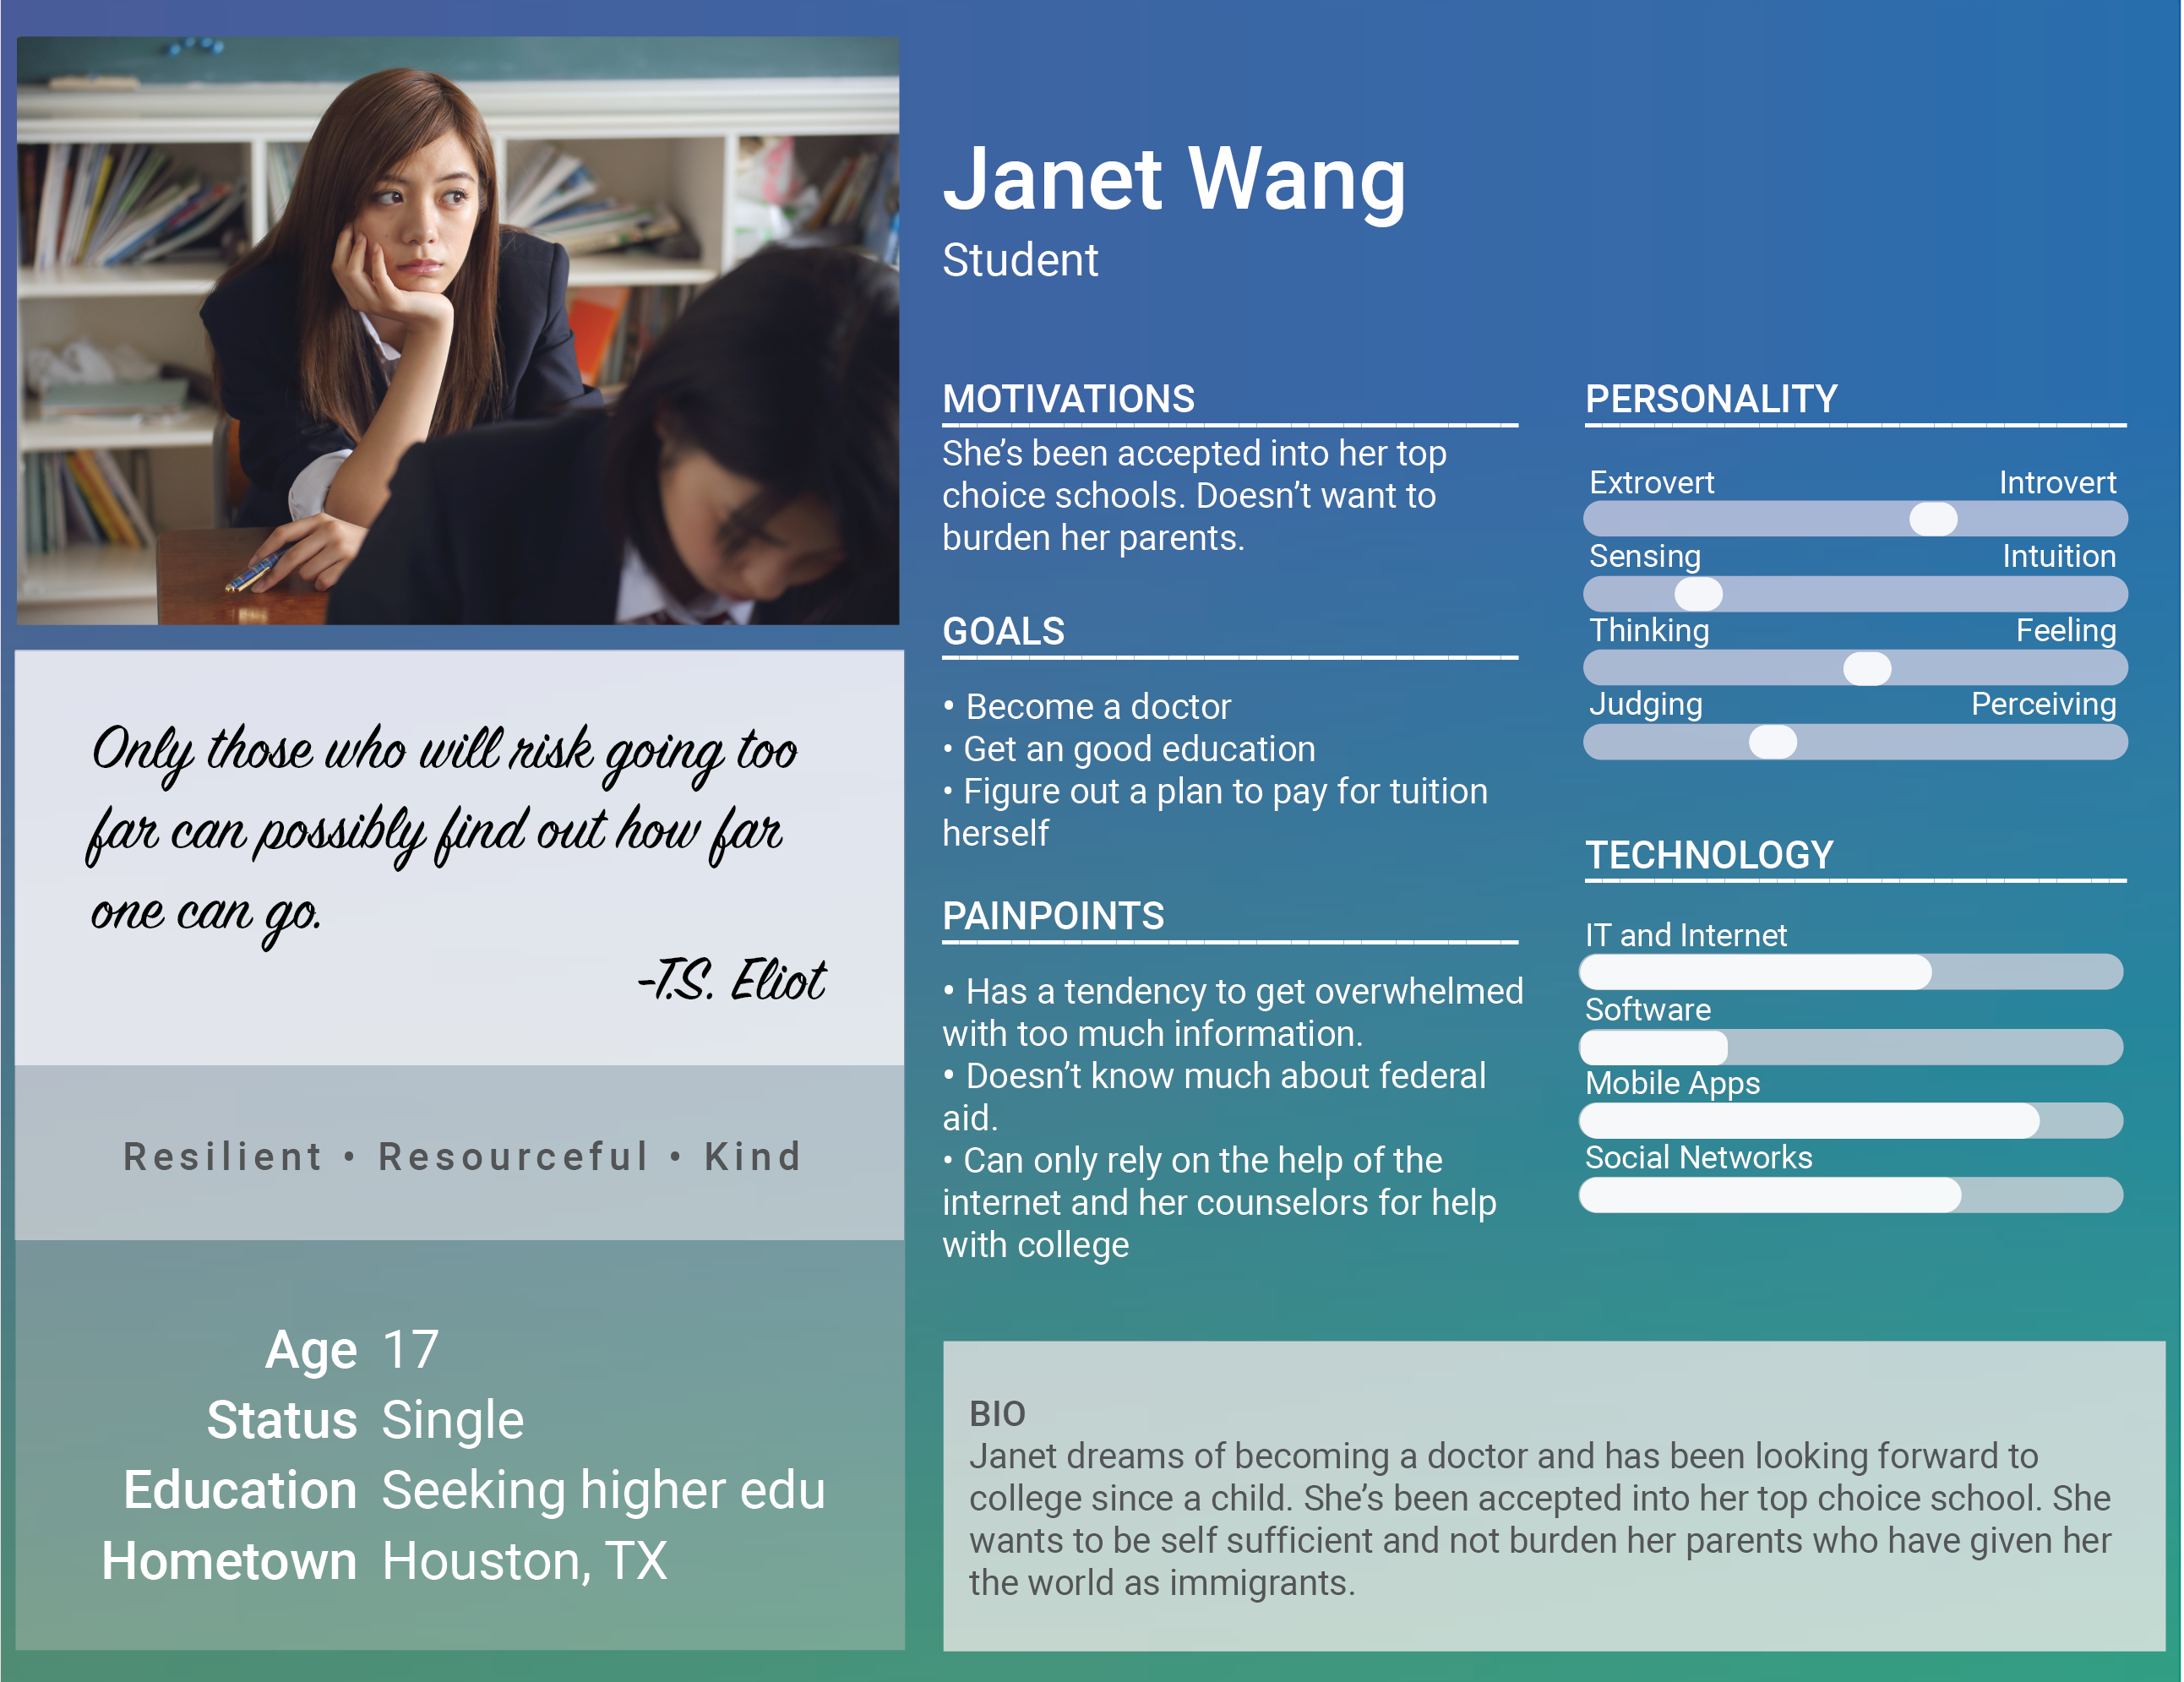 Janet Wang
Student
MOTIVATIONS
She’s been accepted into her top
choice schools. Doesn’t want to
burden her parents.
GOALS
• Become a doctor
• Get an good education
• Figure out a plan to pay for tuition
herself
PAINPOINTS
• Has a tendency to get overwhelmed
with too much information.
• Doesn’t know much about federal
aid.
• Can only rely on the help of the
internet and her counselors for help
with college
PERSONALITY
Extrovert Introvert
Sensing Intuition
Thinking Feeling
Judging Perceiving
TECHNOLOGY
IT and Internet
Software
Mobile Apps
Social Networks
Only those who will risk going too
far can possibly find out how far
one can go.
-T.S. Eliot
Resilient • Resourceful • Kind
Age 17
Status Single
Education Seeking higher edu
Hometown Houston, TX
BIO
Janet dreams of becoming a doctor and has been looking forward to
college since a child. She’s been accepted into her top choice school. She
wants to be self sufficient and not burden her parents who have given her
the world as immigrants.